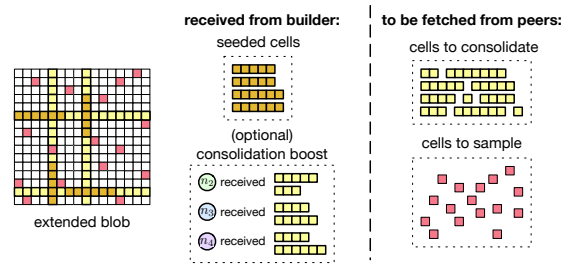 received from builder:
seeded cells
(optional)
consolidation boost
n₂ received
n₃ received
n₄ received
extended blob
to be fetched from peers:
cells to consolidate
cells to sample